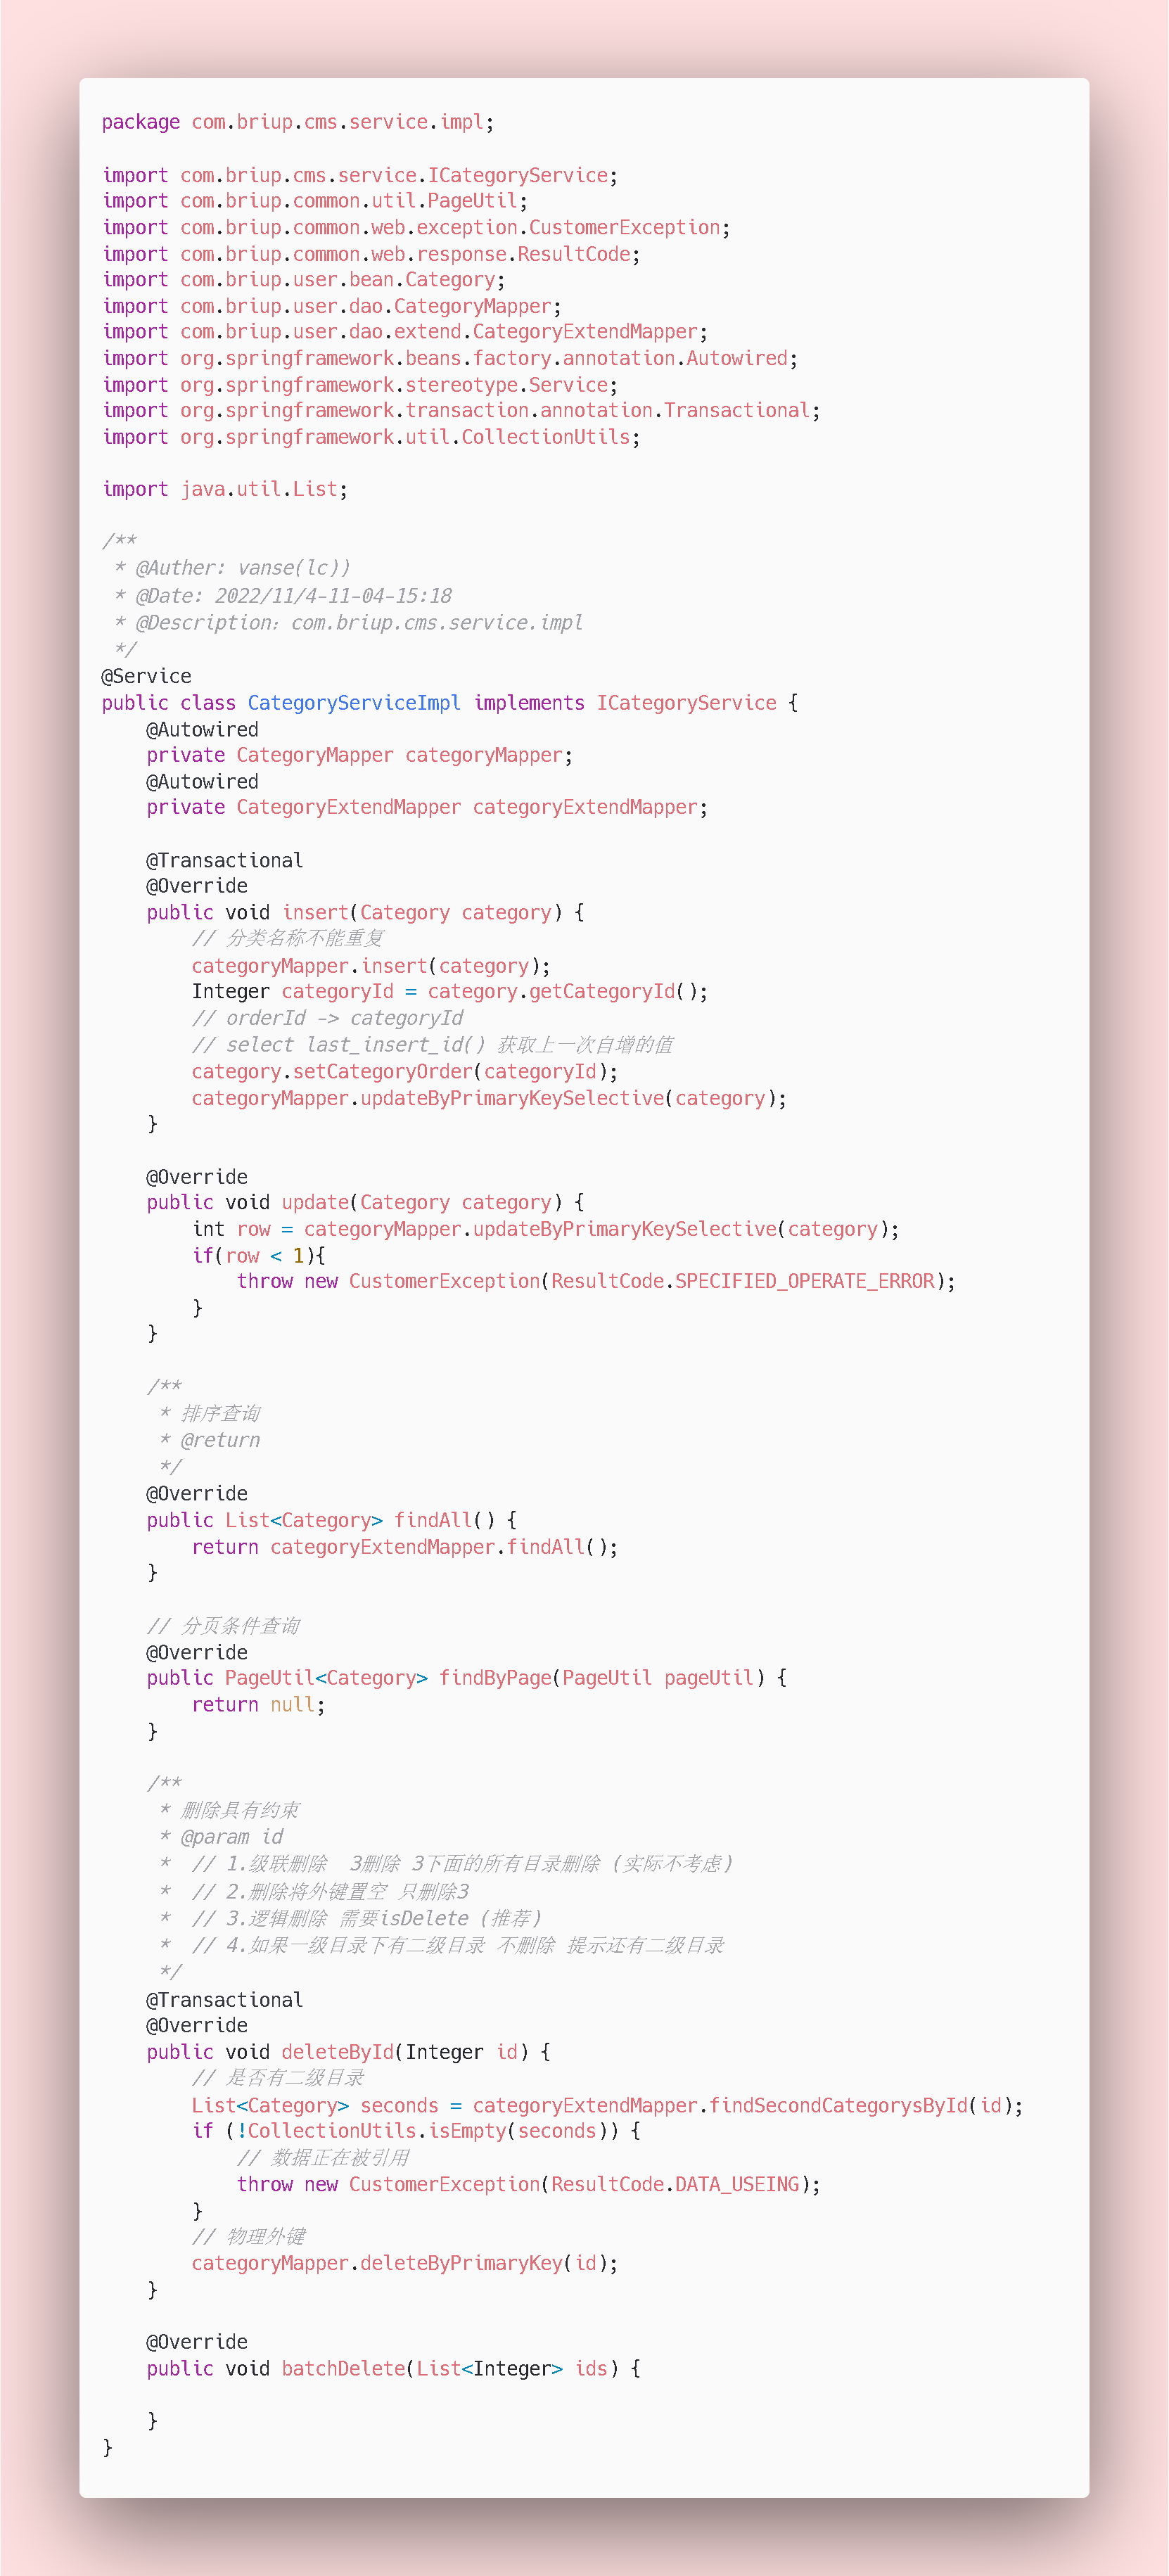 package com.briup.cms.service.impl;

import com.briup.cms.service.ICategoryService;
import com.briup.common.util.PageUtil;
import com.briup.common.web.exception.CustomerException;
import com.briup.common.web.response.ResultCode;
import com.briup.user.bean.Category;
import com.briup.user.dao.CategoryMapper;
import com.briup.user.dao.extend.CategoryExtendMapper;
import org.springframework.beans.factory.annotation.Autowired;
import org.springframework.stereotype.Service;
import org.springframework.transaction.annotation.Transactional;
import org.springframework.util.CollectionUtils;

import java.util.List;

/**
 * @Auther: vanse(lc))
 * @Date: 2022/11/4-11-04-15:18
 * @Description：com.briup.cms.service.impl
 */
@Service
public class CategoryServiceImpl implements ICategoryService {
    @Autowired
    private CategoryMapper categoryMapper;
    @Autowired
    private CategoryExtendMapper categoryExtendMapper;

    @Transactional
    @Override
    public void insert(Category category) {
        // 分类名称不能重复
        categoryMapper.insert(category);
        Integer categoryId = category.getCategoryId();
        // orderId -> categoryId
        // select last_insert_id() 获取上一次自增的值
        category.setCategoryOrder(categoryId);
        categoryMapper.updateByPrimaryKeySelective(category);
    }

    @Override
    public void update(Category category) {
        int row = categoryMapper.updateByPrimaryKeySelective(category);
        if(row < 1){
            throw new CustomerException(ResultCode.SPECIFIED_OPERATE_ERROR);
        }
    }

    /**
     * 排序查询
     * @return
     */
    @Override
    public List<Category> findAll() {
        return categoryExtendMapper.findAll();
    }

    // 分页条件查询
    @Override
    public PageUtil<Category> findByPage(PageUtil pageUtil) {
        return null;
    }

    /**
     * 删除具有约束
     * @param id
     *  // 1.级联删除  3删除 3下面的所有目录删除 (实际不考虑)
     *  // 2.删除将外键置空 只删除3
     *  // 3.逻辑删除 需要isDelete (推荐)
     *  // 4.如果一级目录下有二级目录 不删除 提示还有二级目录
     */
    @Transactional
    @Override
    public void deleteById(Integer id) {
        // 是否有二级目录
        List<Category> seconds = categoryExtendMapper.findSecondCategorysById(id);
        if (!CollectionUtils.isEmpty(seconds)) {
            // 数据正在被引用
            throw new CustomerException(ResultCode.DATA_USEING);
        }
        // 物理外键
        categoryMapper.deleteByPrimaryKey(id);
    }

    @Override
    public void batchDelete(List<Integer> ids) {

    }
}